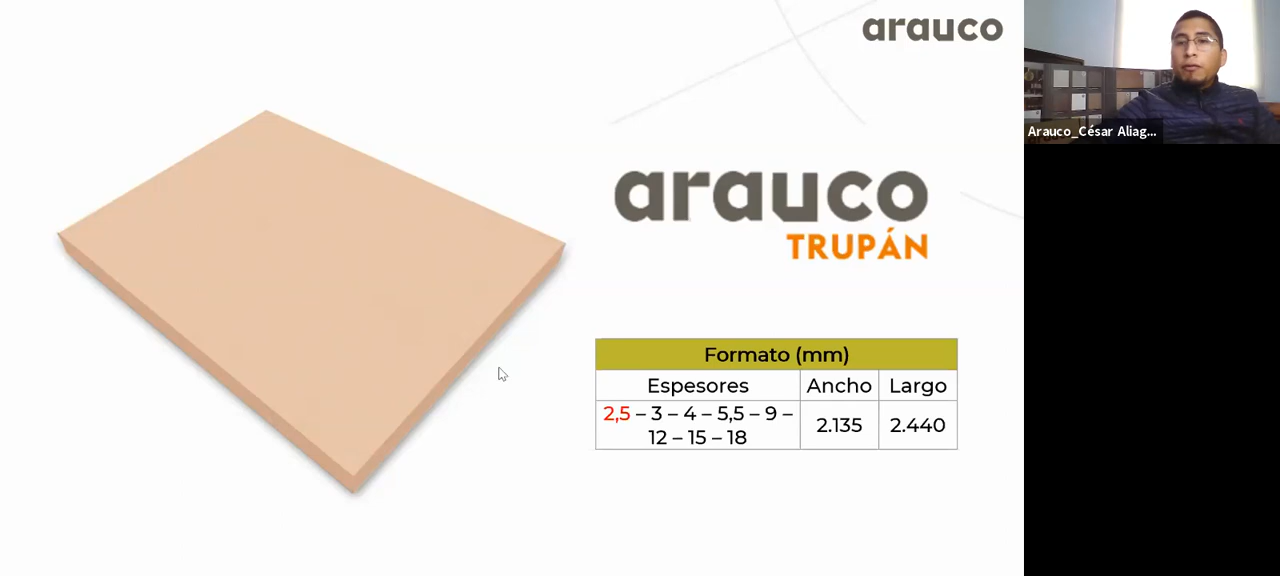 arauco
arauco
TRUPÁN
Formato (mm)
Espesores
Ancho
Largo
2,5 – 3 – 4 – 5,5 – 9 –
12 – 15 – 18
2.135
2.440
Arauco_César Aliag...